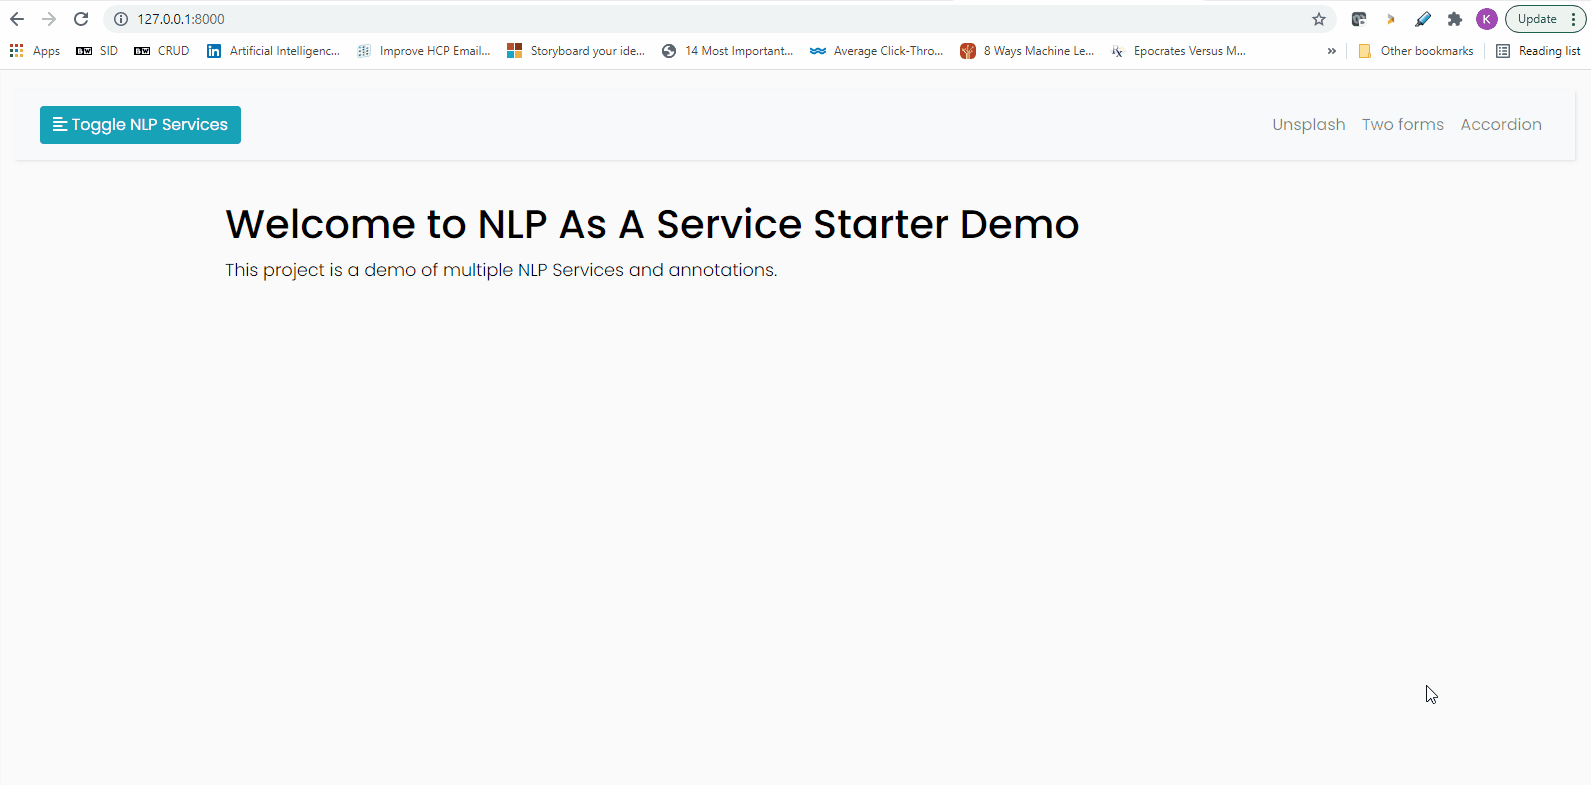 127.0.0.1:8000
K
Update
Apps
SID
CRUD
Artificial Intelligenc...
Improve HCP Email...
Storyboard your ide...
14 Most Important...
Average Click-Thro...
8 Ways Machine Le...
Epocrates Versus M...
»
Other bookmarks
Reading list
Toggle NLP Services
Unsplash
Two forms
Accordion
Welcome to NLP As A Service Starter Demo
This project is a demo of multiple NLP Services and annotations.